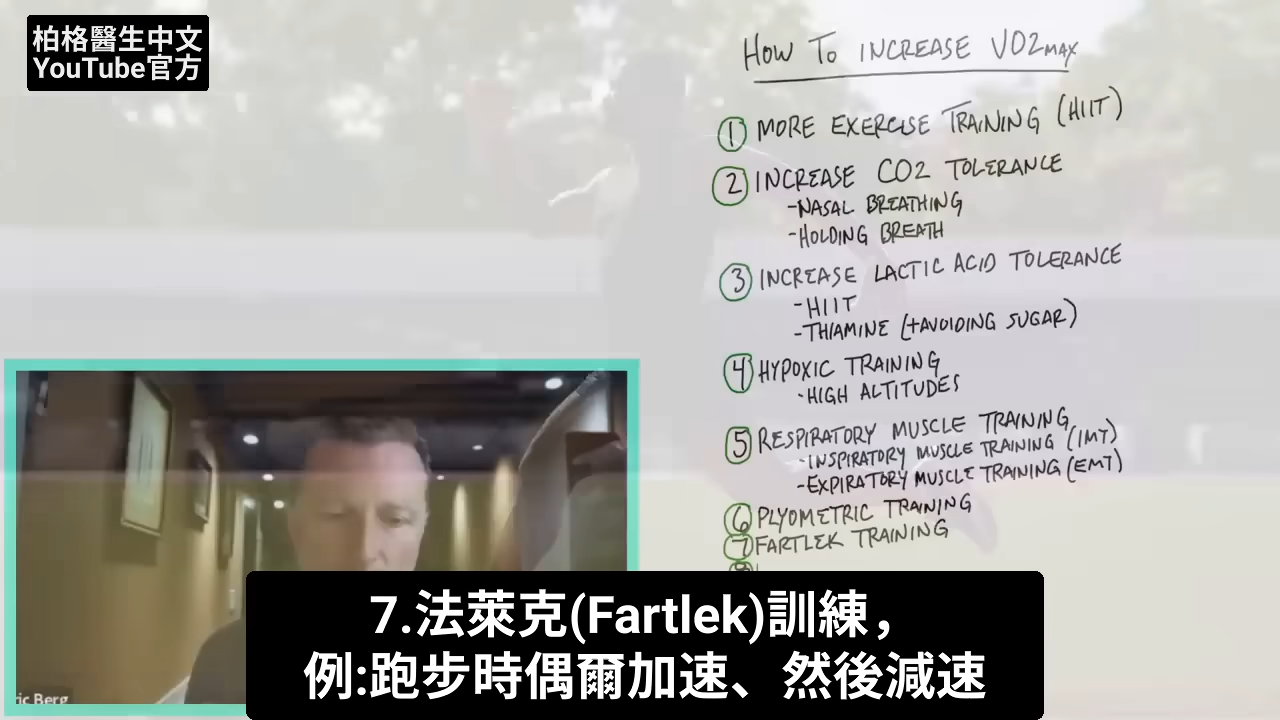 柏格醫生中文
YouTube官方
HOW TO INCREASE VO2MAX
① MORE EXERCISE TRAINING (HIIT)
② INCREASE CO2 TOLERANCE
-NASAL BREATHING
-HOLDING BREATH
③ INCREASE LACTIC ACID TOLERANCE
-HIIT
-THIAMINE (+AVOIDING SUGAR)
④ HYPOXIC TRAINING
-HIGH ALTITUDES
⑤ RESPIRATORY MUSCLE TRAINING
-INSPIRATORY MUSCLE TRAINING (IMT)
-EXPIRATORY MUSCLE TRAINING (EMT)
⑥ PLYOMETRIC TRAINING
⑦ FARTLEK TRAINING
ric Berg
7.法萊克(Fartlek)訓練，
例:跑步時偶爾加速、然後減速